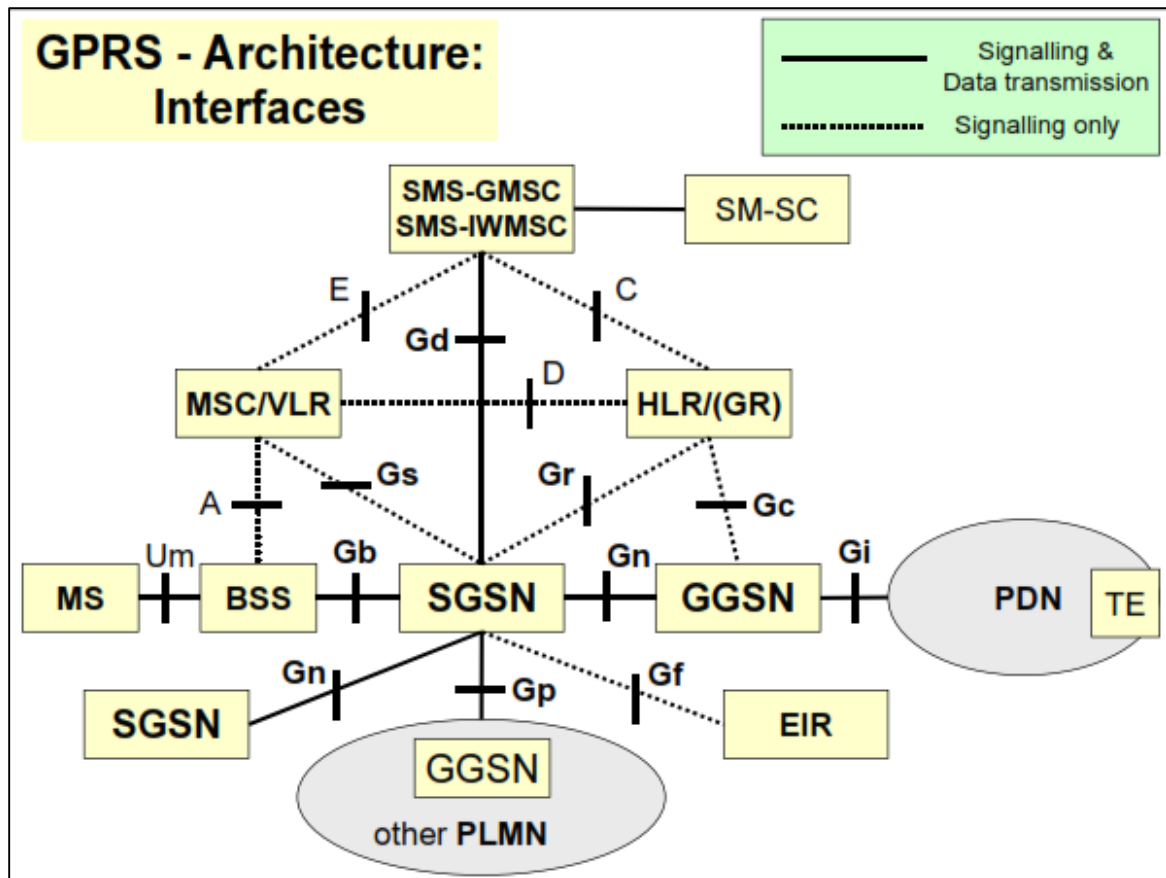 GPRS - Architecture:
Interfaces
Signalling &
Data transmission
Signalling only
SMS-GMSC
SMS-IWMSC
SM-SC
E
C
Gd
D
MSC/VLR
HLR/(GR)
Gs
Gr
A
Gc
Um
Gb
Gn
Gi
MS
BSS
SGSN
GGSN
PDN
TE
Gn
Gp
Gf
SGSN
EIR
GGSN
other PLMN